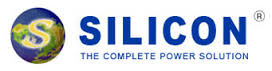 S SILICON ®
THE COMPLETE POWER SOLUTION